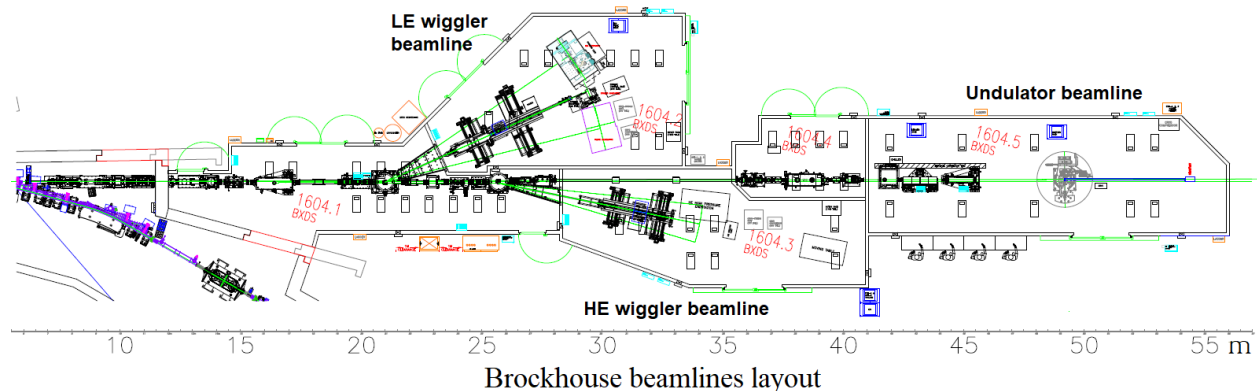 LE wiggler
beamline
Undulator beamline
1604.2
BXDS
1604.4
BXDS
1604.5
BXDS
1604.1
BXDS
1604.3
BXDS
HE wiggler beamline
10 15 20 25 30 35 40 45 50 55 m
Brockhouse beamlines layout